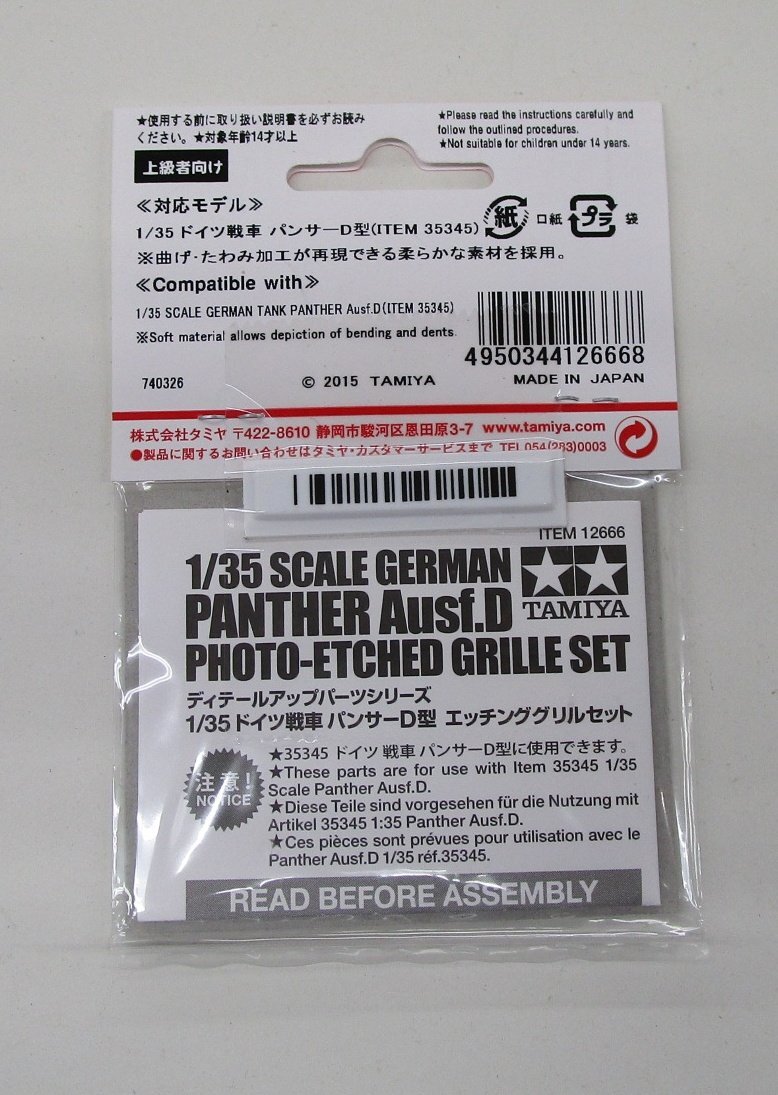 ★使用する前に取り扱い説明書を必ずお読み
ください。★対象年齢14才以上
★Please read the instructions carefully and
follow the outlined procedures.
★Not suitable for children under 14 years.
上級者向け
≪対応モデル≫
1/35 ドイツ戦車 パンサーD型(ITEM 35345)
紙 口紙 プラ 袋
※曲げ・たわみ加工が再現できる柔らかな素材を採用。
≪Compatible with≫
1/35 SCALE GERMAN TANK PANTHER Ausf.D(ITEM 35345)
※Soft material allows depiction of bending and dents.
4950344126668
740326 © 2015 TAMIYA MADE IN JAPAN
株式会社タミヤ 〒422-8610 静岡市駿河区恩田原3-7 www.tamiya.com
●製品に関するお問い合わせはタミヤ・カスタマーサービスまで TEL 054(283)0003
ITEM 12666
1/35 SCALE GERMAN
PANTHER Ausf.D
TAMIYA
PHOTO-ETCHED GRILLE SET
ディテールアップパーツシリーズ
1/35 ドイツ戦車 パンサーD型 エッチンググリルセット
注意!
NOTICE
★35345 ドイツ 戦車 パンサーD型に使用できます。
★These parts are for use with Item 35345 1/35
Scale Panther Ausf.D.
★Diese Teile sind vorgesehen für die Nutzung mit
Artikel 35345 1:35 Panther Ausf.D.
★Ces pièces sont prévues pour utilisation avec le
Panther Ausf.D 1/35 réf.35345.
READ BEFORE ASSEMBLY